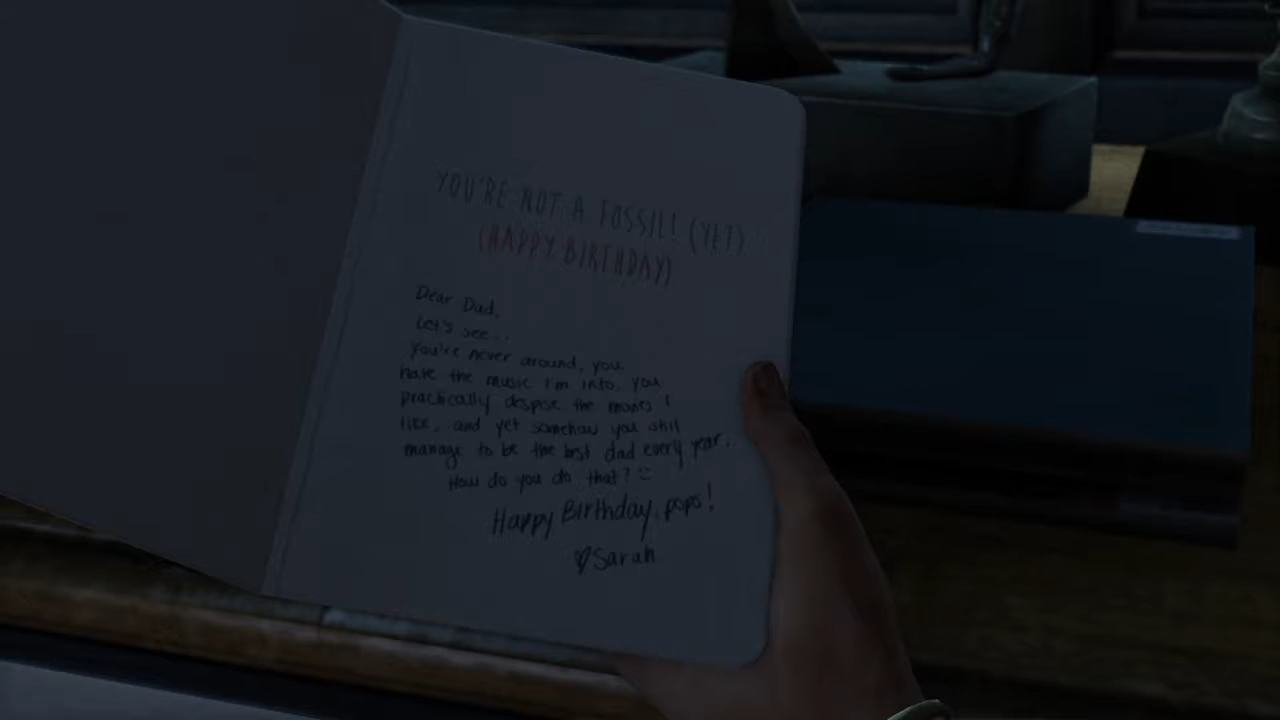 YOU'RE NOT A FOSSIL! (YET)
(HAPPY BIRTHDAY)
Dear Dad,
Let's see...
You're never around, you
hate the music I'm into, you
practically despise the movies I
like, and yet somehow you still
manage to be the best dad every year.
How do you do that? :)
Happy Birthday, pops!
♡Sarah